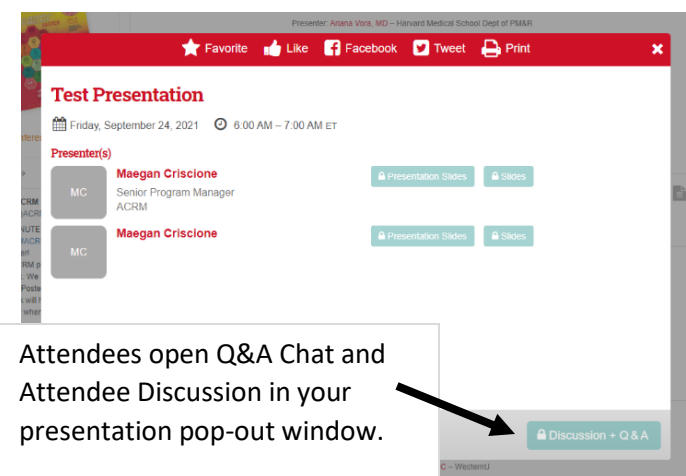 Presenter: Ariana Vora, MD – Harvard Medical School Dept of PM&R
Favorite Like Facebook Tweet Print
Test Presentation
Friday, September 24, 2021 6:00 AM – 7:00 AM ET
Presenter(s)
MC
Maegan Criscione
Senior Program Manager
ACRM
Presentation Slides Slides
MC
Maegan Criscione
Presentation Slides Slides
Attendees open Q&A Chat and
Attendee Discussion in your
presentation pop-out window.
Discussion + Q & A
C – WesternU